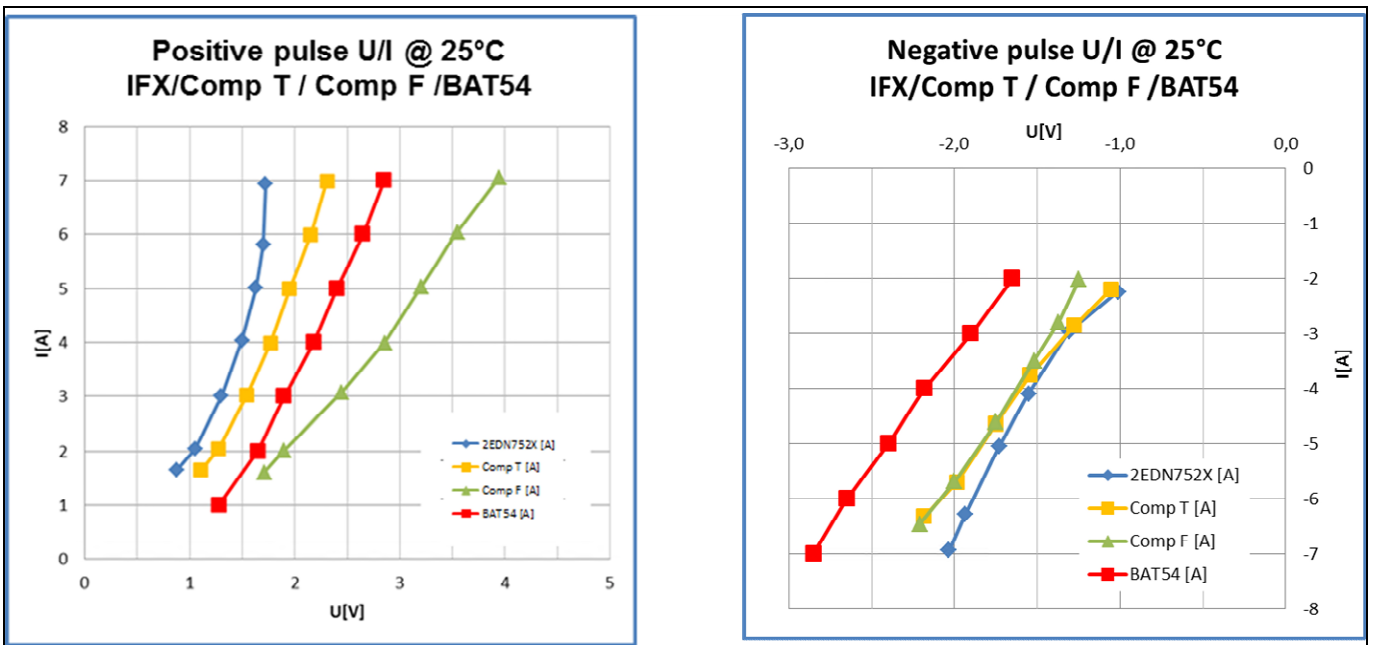 Positive pulse U/I @ 25°C
IFX/Comp T / Comp F /BAT54
8
7
6
5
4
3
2
1
0
I[A]
0 1 2 3 4 5
U[V]
2EDN752X [A]
Comp T [A]
Comp F [A]
BAT54 [A]
Negative pulse U/I @ 25°C
IFX/Comp T / Comp F /BAT54
U[V]
-3,0 -2,0 -1,0 0,0
0
-1
-2
-3
-4
-5
-6
-7
-8
I[A]
2EDN752X [A]
Comp T [A]
Comp F [A]
BAT54 [A]